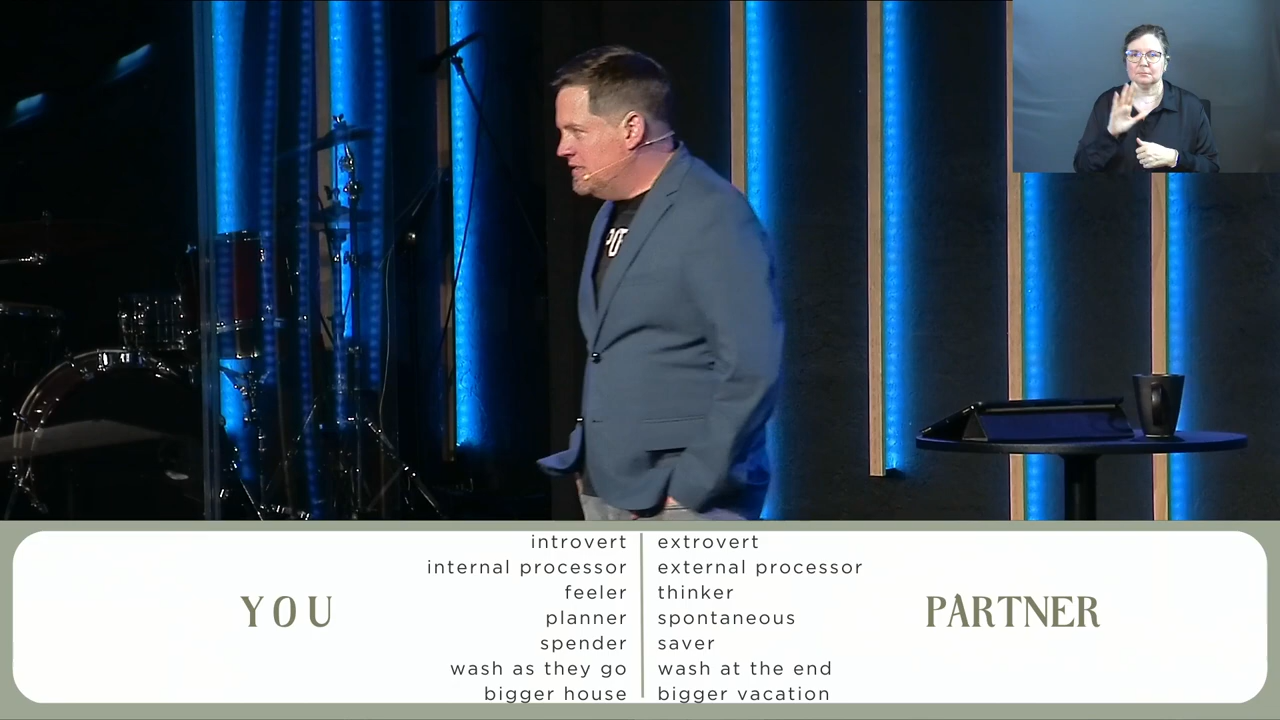 YOU
introvert
internal processor
feeler
planner
spender
wash as they go
bigger house
extrovert
external processor
thinker
spontaneous
saver
wash at the end
bigger vacation
PARTNER